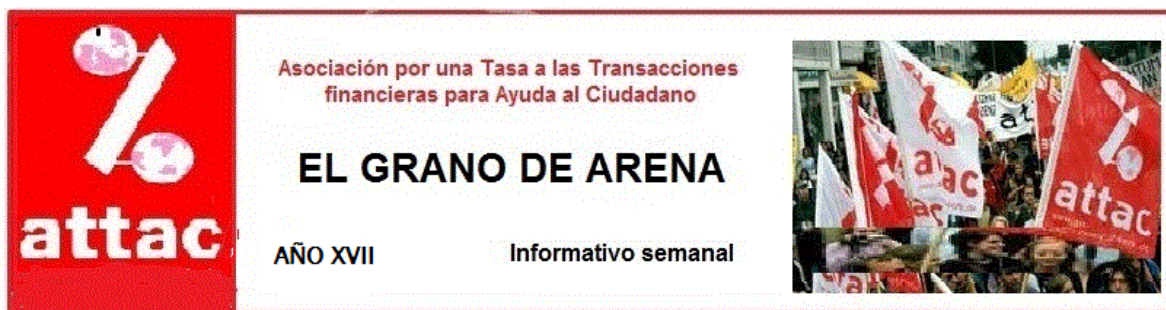 attac
Asociación por una Tasa a las Transacciones
financieras para Ayuda al Ciudadano
EL GRANO DE ARENA
AÑO XVII
Informativo semanal
attac